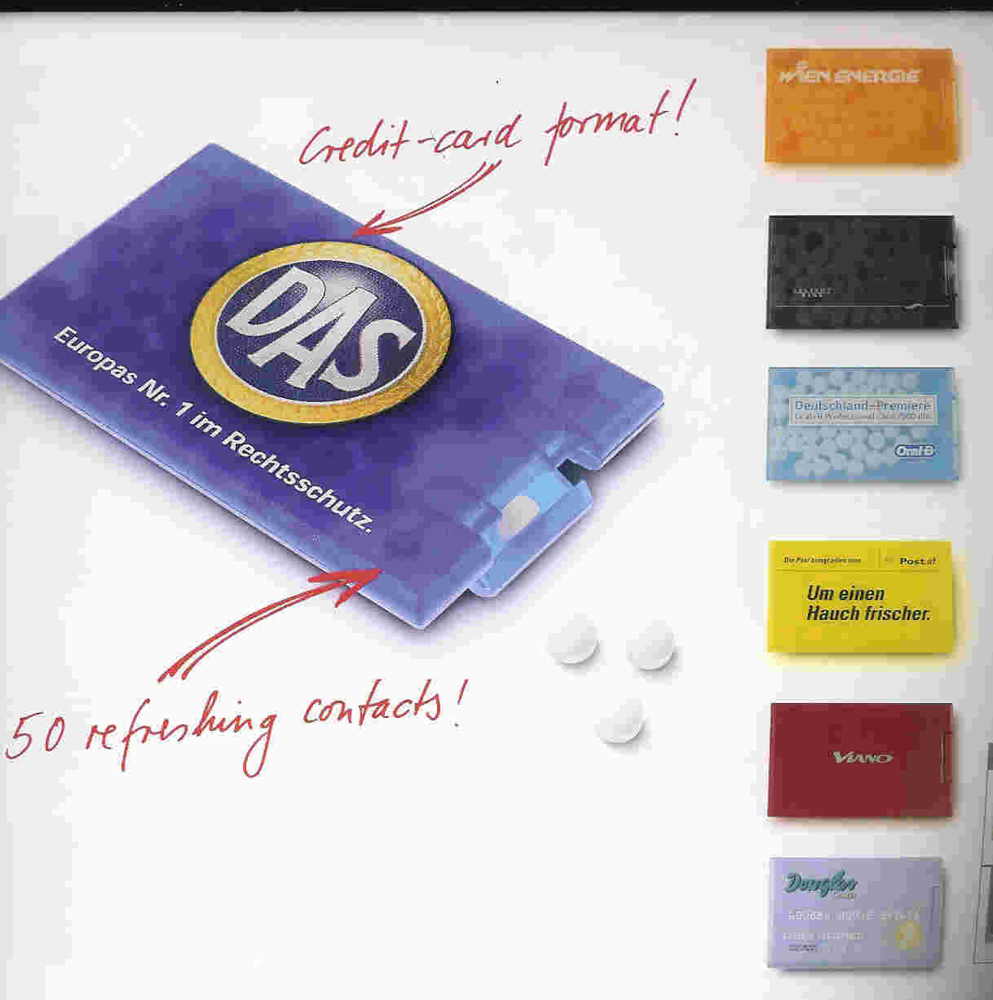 Credit-card format!
DAS
Europas Nr. 1 im Rechtsschutz.
50 refreshing contacts!
WIEN ENERGIE
Deutschland-Premiere
Oral-B
Post.at
Um einen
Hauch frischer.
VIANO
Douglas